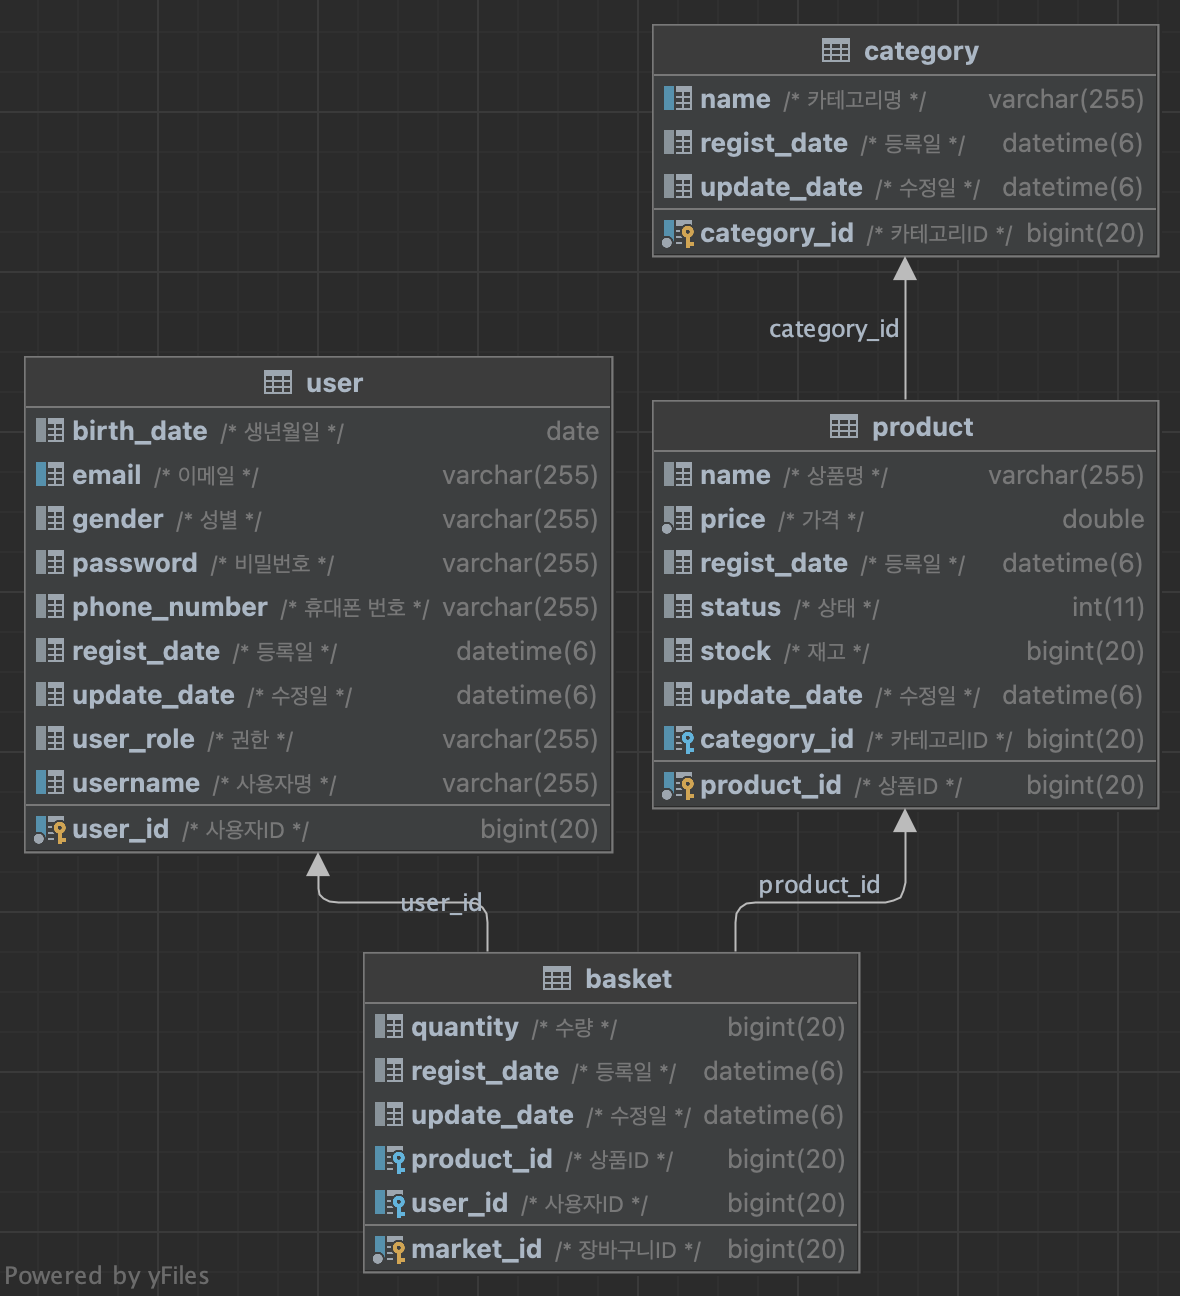 category
name /* 카테고리명 */ varchar(255)
regist_date /* 등록일 */ datetime(6)
update_date /* 수정일 */ datetime(6)
category_id /* 카테고리ID */ bigint(20)
category_id
user
birth_date /* 생년월일 */ date
email /* 이메일 */ varchar(255)
gender /* 성별 */ varchar(255)
password /* 비밀번호 */ varchar(255)
phone_number /* 휴대폰 번호 */ varchar(255)
regist_date /* 등록일 */ datetime(6)
update_date /* 수정일 */ datetime(6)
user_role /* 권한 */ varchar(255)
username /* 사용자명 */ varchar(255)
user_id /* 사용자ID */ bigint(20)
product
name /* 상품명 */ varchar(255)
price /* 가격 */ double
regist_date /* 등록일 */ datetime(6)
status /* 상태 */ int(11)
stock /* 재고 */ bigint(20)
update_date /* 수정일 */ datetime(6)
category_id /* 카테고리ID */ bigint(20)
product_id /* 상품ID */ bigint(20)
user_id
product_id
basket
quantity /* 수량 */ bigint(20)
regist_date /* 등록일 */ datetime(6)
update_date /* 수정일 */ datetime(6)
product_id /* 상품ID */ bigint(20)
user_id /* 사용자ID */ bigint(20)
market_id /* 장바구니ID */ bigint(20)
Powered by yFiles